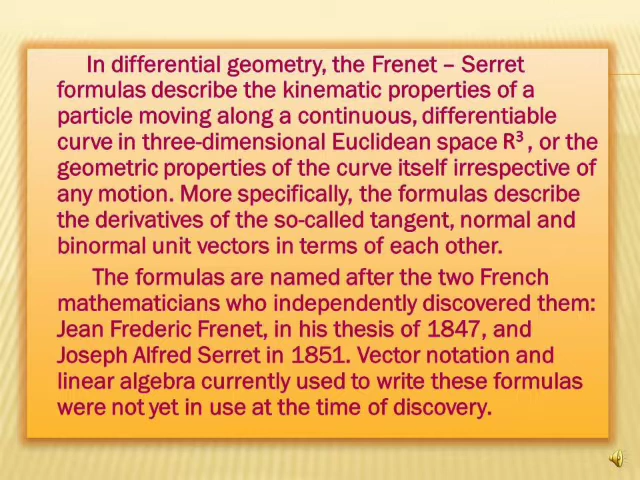 In differential geometry, the Frenet – Serret
formulas describe the kinematic properties of a
particle moving along a continuous, differentiable
curve in three-dimensional Euclidean space R³ , or the
geometric properties of the curve itself irrespective of
any motion. More specifically, the formulas describe
the derivatives of the so-called tangent, normal and
binormal unit vectors in terms of each other.
The formulas are named after the two French
mathematicians who independently discovered them:
Jean Frederic Frenet, in his thesis of 1847, and
Joseph Alfred Serret in 1851. Vector notation and
linear algebra currently used to write these formulas
were not yet in use at the time of discovery.